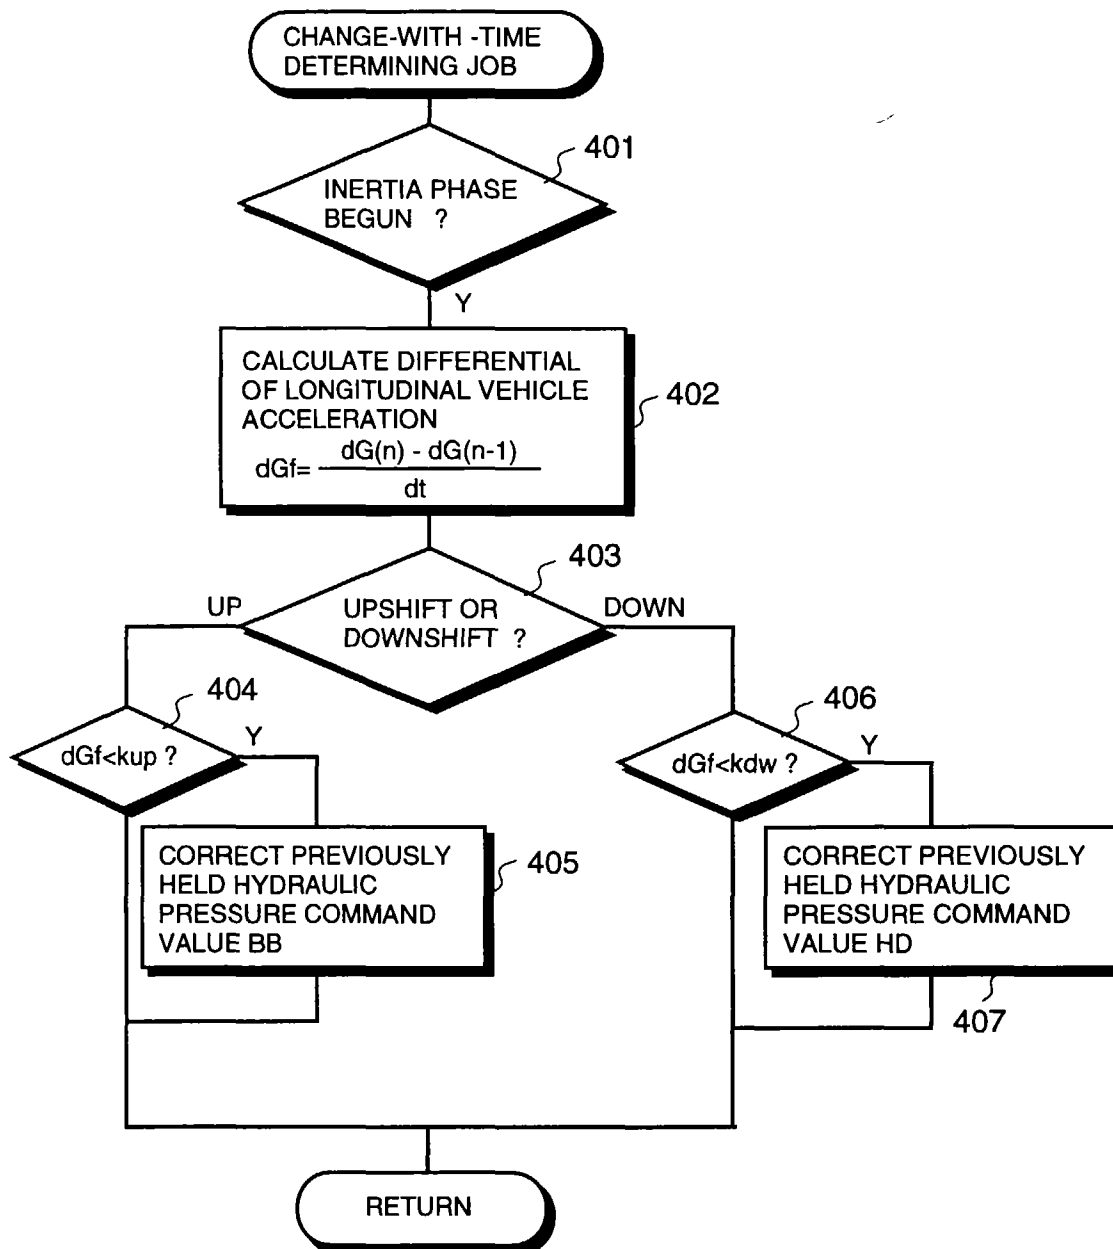 CHANGE-WITH -TIME
DETERMINING JOB
401
INERTIA PHASE
BEGUN ?
Y
CALCULATE DIFFERENTIAL
OF LONGITUDINAL VEHICLE
ACCELERATION
dGf= dG(n) - dG(n-1)
dt
402
403
UP
UPSHIFT OR
DOWNSHIFT ?
DOWN
404
dGf<kup ?
Y
406
dGf<kdw ?
Y
CORRECT PREVIOUSLY
HELD HYDRAULIC
PRESSURE COMMAND
VALUE BB
405
CORRECT PREVIOUSLY
HELD HYDRAULIC
PRESSURE COMMAND
VALUE HD
407
RETURN